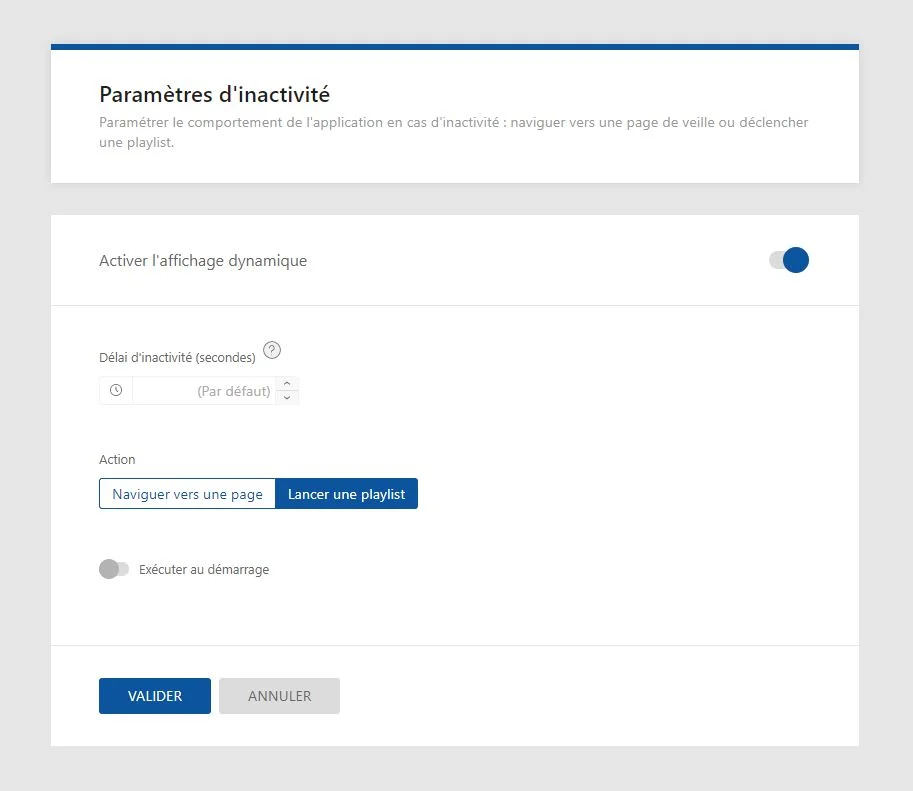 Paramètres d'inactivité
Paramétrer le comportement de l'application en cas d'inactivité : naviguer vers une page de veille ou déclencher
une playlist.
Activer l'affichage dynamique
Délai d'inactivité (secondes) ?
(Par défaut)
Action
Naviguer vers une page Lancer une playlist
Exécuter au démarrage
VALIDER ANNULER